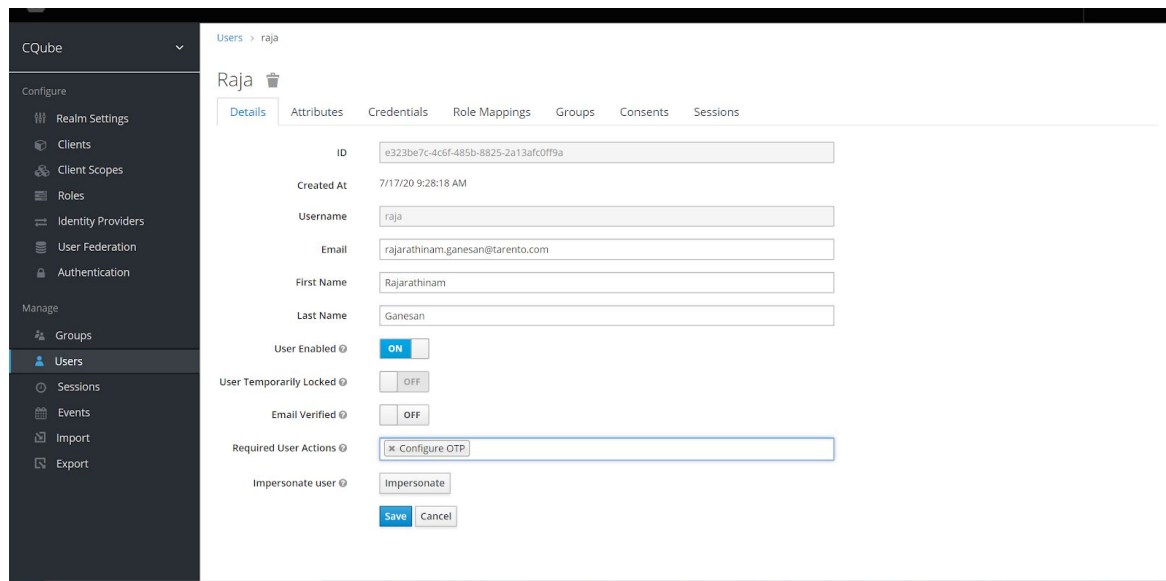 CQube
Configure
Realm Settings
Clients
Client Scopes
Roles
Identity Providers
User Federation
Authentication
Manage
Groups
Users
Sessions
Events
Import
Export
Users > raja
Raja
Details Attributes Credentials Role Mappings Groups Consents Sessions
ID e323be7c-4c6f-485b-8825-2a13afc0ff9a
Created At 7/17/20 9:28:18 AM
Username raja
Email rajarathinam.ganesan@tarento.com
First Name Rajarathinam
Last Name Ganesan
User Enabled ON
User Temporarily Locked OFF
Email Verified OFF
Required User Actions × Configure OTP
Impersonate user Impersonate
Save Cancel